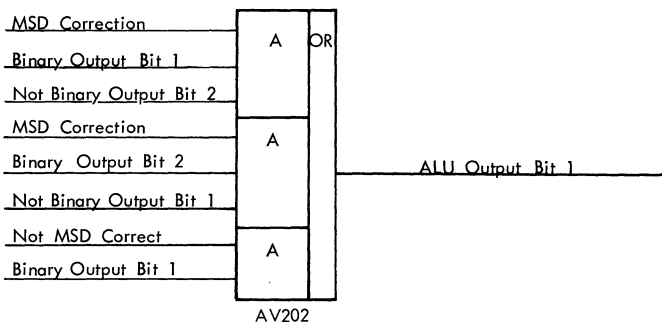 MSD Correction
A
OR
Binary Output Bit 1
Not Binary Output Bit 2
MSD Correction
A
Binary Output Bit 2
ALU Output Bit 1
Not Binary Output Bit 1
Not MSD Correct
A
Binary Output Bit 1
AV202